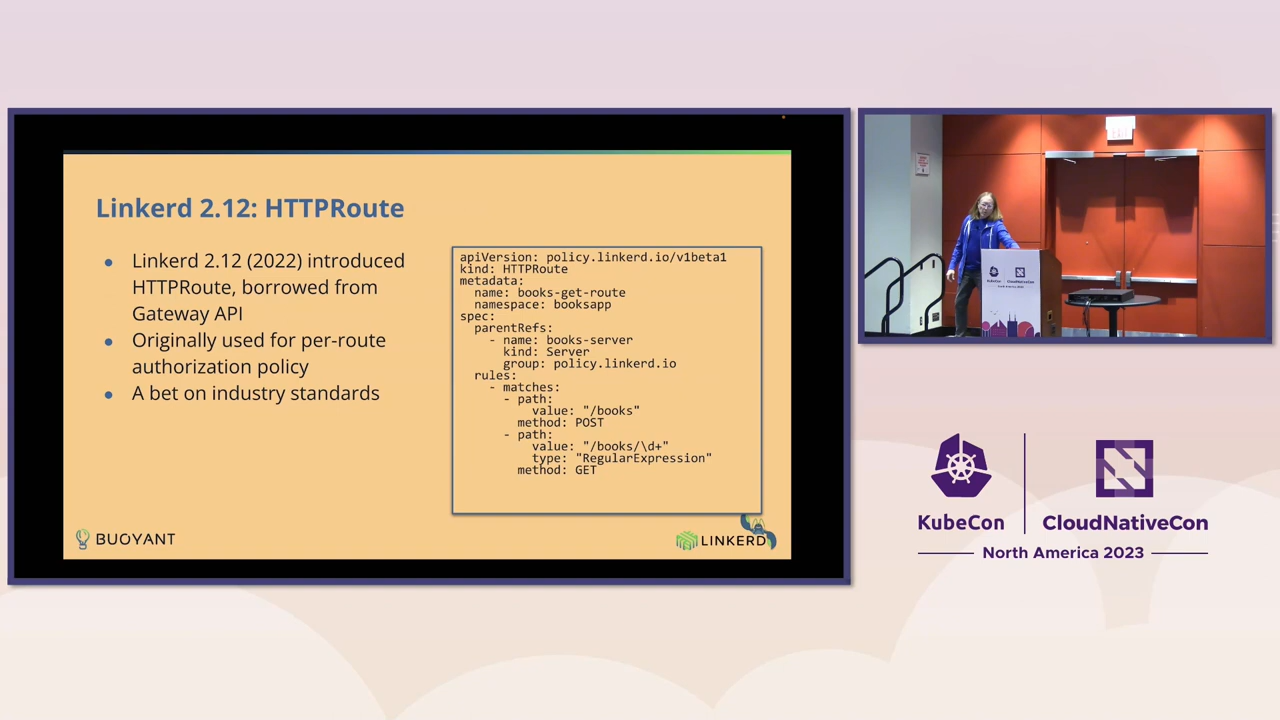 Linkerd 2.12: HTTPRoute
● Linkerd 2.12 (2022) introduced
HTTPRoute, borrowed from
Gateway API
● Originally used for per-route
authorization policy
● A bet on industry standards
apiVersion: policy.linkerd.io/v1beta1
kind: HTTPRoute
metadata:
  name: books-get-route
  namespace: booksapp
spec:
  parentRefs:
    - name: books-server
      kind: Server
      group: policy.linkerd.io
  rules:
    - matches:
      - path:
          value: "/books"
        method: POST
      - path:
          value: "/books/\d+"
          type: "RegularExpression"
        method: GET
BUOYANT
LINKERD
KubeCon
CloudNativeCon
North America 2023